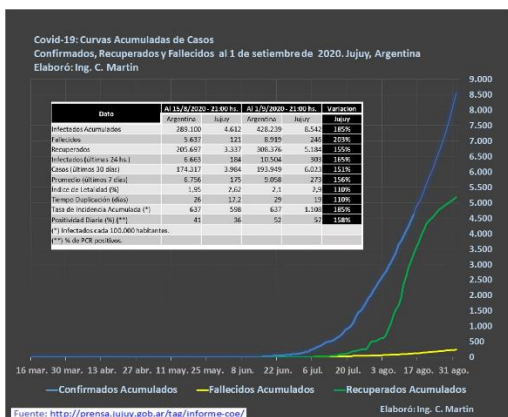 Covid-19: Curvas Acumuladas de Casos
Confirmados, Recuperados y Fallecidos al 1 de setiembre de 2020. Jujuy, Argentina
Elaboró: Ing. C. Martin
Dato Al 15/8/2020 - 21:00 hs. Al 1/9/2020 - 21:00 hs. Variacion
Argentina Jujuy Argentina Jujuy Jujuy
Infectados Acumulados 289.100 4.612 428.239 8.542 185%
Fallecidos 5.637 121 8.919 246 203%
Recuperados 205.697 3.337 308.376 5.184 155%
Infectados (últimas 24 hs.) 6.663 184 10.504 303 165%
Casos (últimos 30 días) 174.317 3.984 193.949 6.023 151%
Promedio (últimos 7 días) 6.756 175 9.058 273 156%
Índice de Letalidad (%) 1,95 2,62 2,1 2,9 110%
Tiempo Duplicación (días) 26 17,2 29 19 110%
Tasa de Incidencia Acumulada (*) 637 598 637 1.108 185%
Positividad Diaria (%) (**) 41 36 52 57 158%
(*) Infectados cada 100.000 habitantes.
(**) % de PCR positivos.
9.000
8.500
8.000
7.500
7.000
6.500
6.000
5.500
5.000
4.500
4.000
3.500
3.000
2.500
2.000
1.500
1.000
500
0
16 mar. 30 mar. 13 abr. 27 abr. 11 may. 25 may. 8 jun. 22 jun. 6 jul. 20 jul. 3 ago. 17 ago. 31 ago.
Confirmados Acumulados Fallecidos Acumulados Recuperados Acumulados
Fuente: http://prensa.jujuy.gob.ar/tag/informe-coe/
Elaboró: Ing. C. Martin